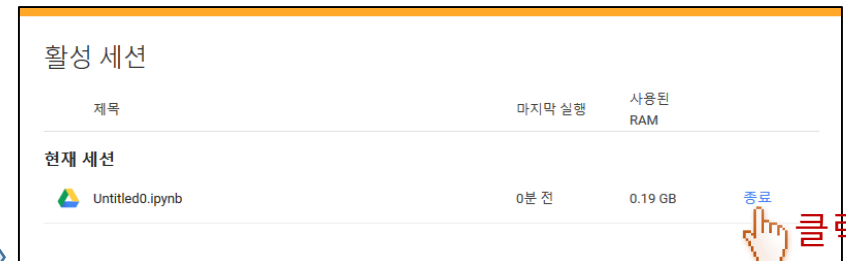 활성 세션
제목 마지막 실행 사용된 RAM
현재 세션
Untitled0.ipynb 0분 전 0.19 GB 종료